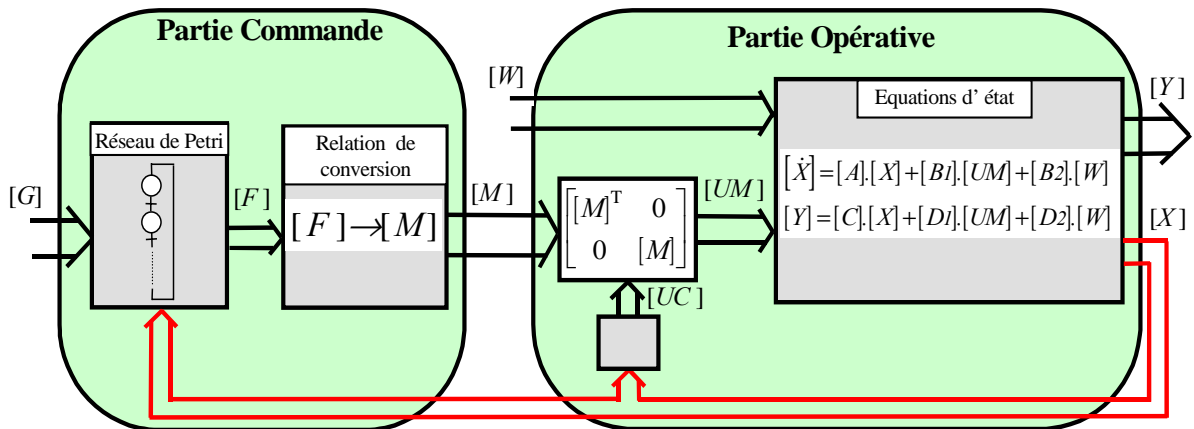 Partie Commande
Partie Opérative
[W]
[Y]
Equations d' état
Réseau de Petri
Relation de
conversion
[G]
[F]
[F]→[M]
[M]
[M]ᵀ 0
0 [M]
[UM]
[Ẋ]=[A].[X]+[B1].[UM]+[B2].[W]
[Y]=[C].[X]+[D1].[UM]+[D2].[W]
[X]
[UC]